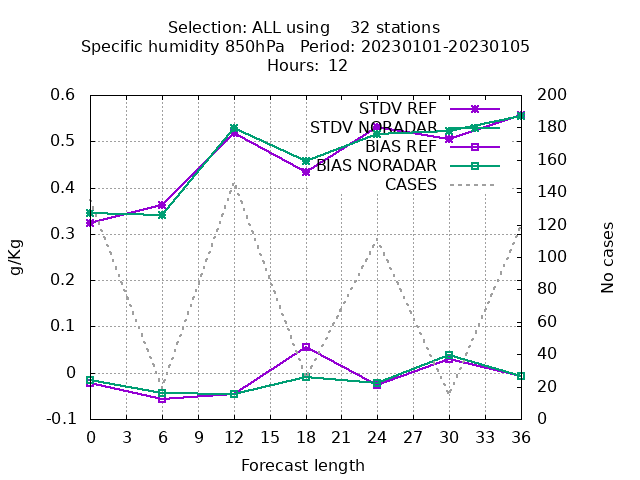 Selection: ALL using    32 stations
Specific humidity 850hPa   Period: 20230101-20230105
Hours:  12
STDV REF
STDV NORADAR
BIAS REF
BIAS NORADAR
CASES
0.6
0.5
0.4
0.3
0.2
0.1
0
-0.1
g/Kg
200
180
160
140
120
100
80
60
40
20
0
No cases
0 3 6 9 12 15 18 21 24 27 30 33 36
Forecast length